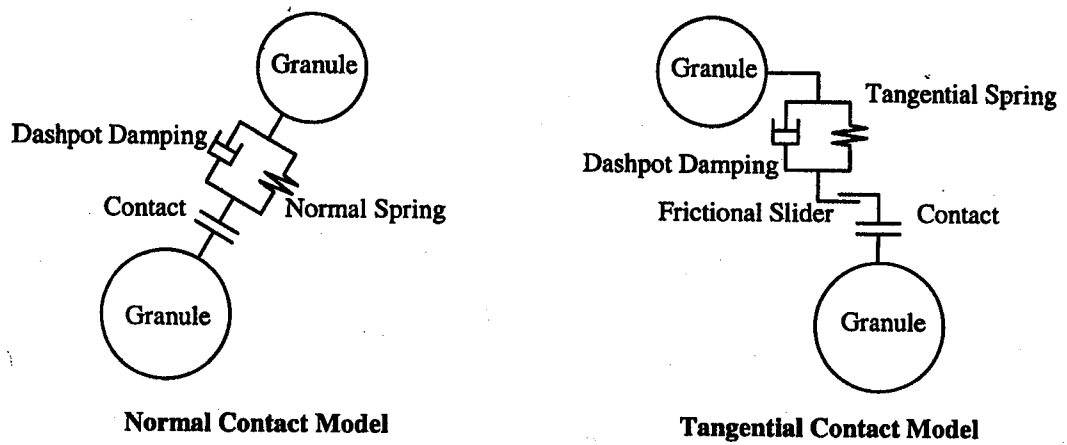 Granule
Dashpot Damping
Contact
Normal Spring
Granule
Normal Contact Model
Granule
Tangential Spring
Dashpot Damping
Frictional Slider
Contact
Granule
Tangential Contact Model